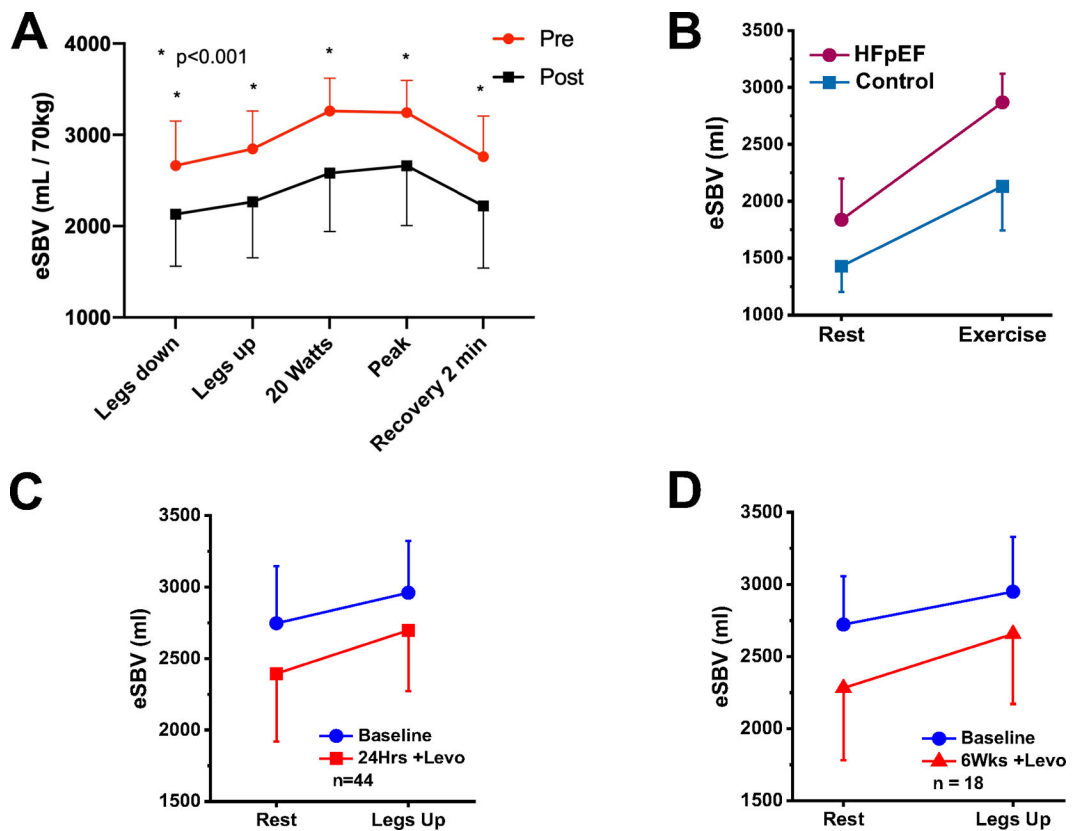 A
eSBV (mL / 70kg)
4000
3000
2000
1000
* p<0.001
* * * * *
Pre
Post
Legs down
Legs up
20 Watts
Peak
Recovery 2 min
B
eSBV (ml)
3500
3000
2500
2000
1500
1000
HFpEF
Control
Rest Exercise
C
eSBV (ml)
3500
3000
2500
2000
1500
Baseline
24Hrs +Levo
n=44
Rest Legs Up
D
eSBV (ml)
3500
3000
2500
2000
1500
Baseline
6Wks +Levo
n = 18
Rest Legs Up